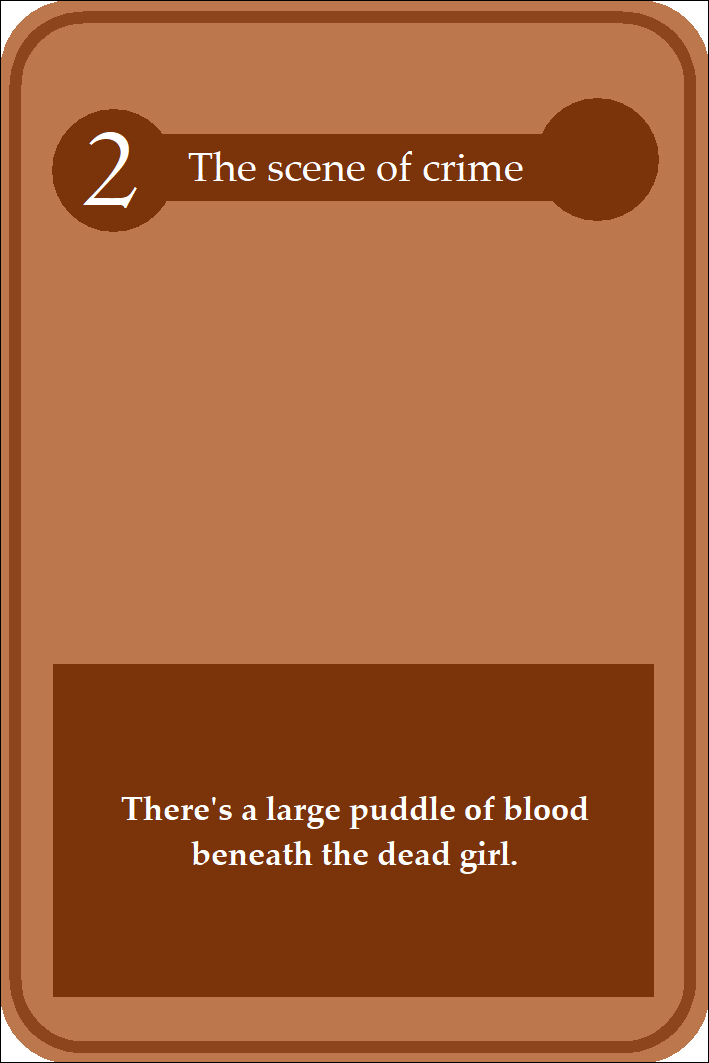 2
The scene of crime
There's a large puddle of blood
beneath the dead girl.